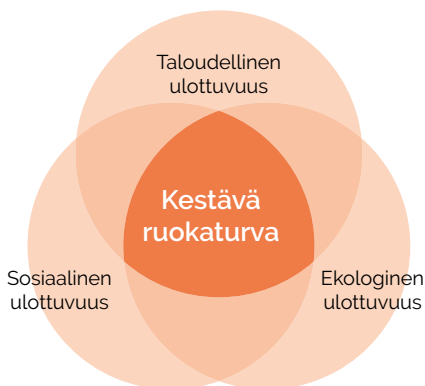 Taloudellinen
ulottuvuus
Kestävä
ruokaturva
Sosiaalinen
ulottuvuus
Ekologinen
ulottuvuus